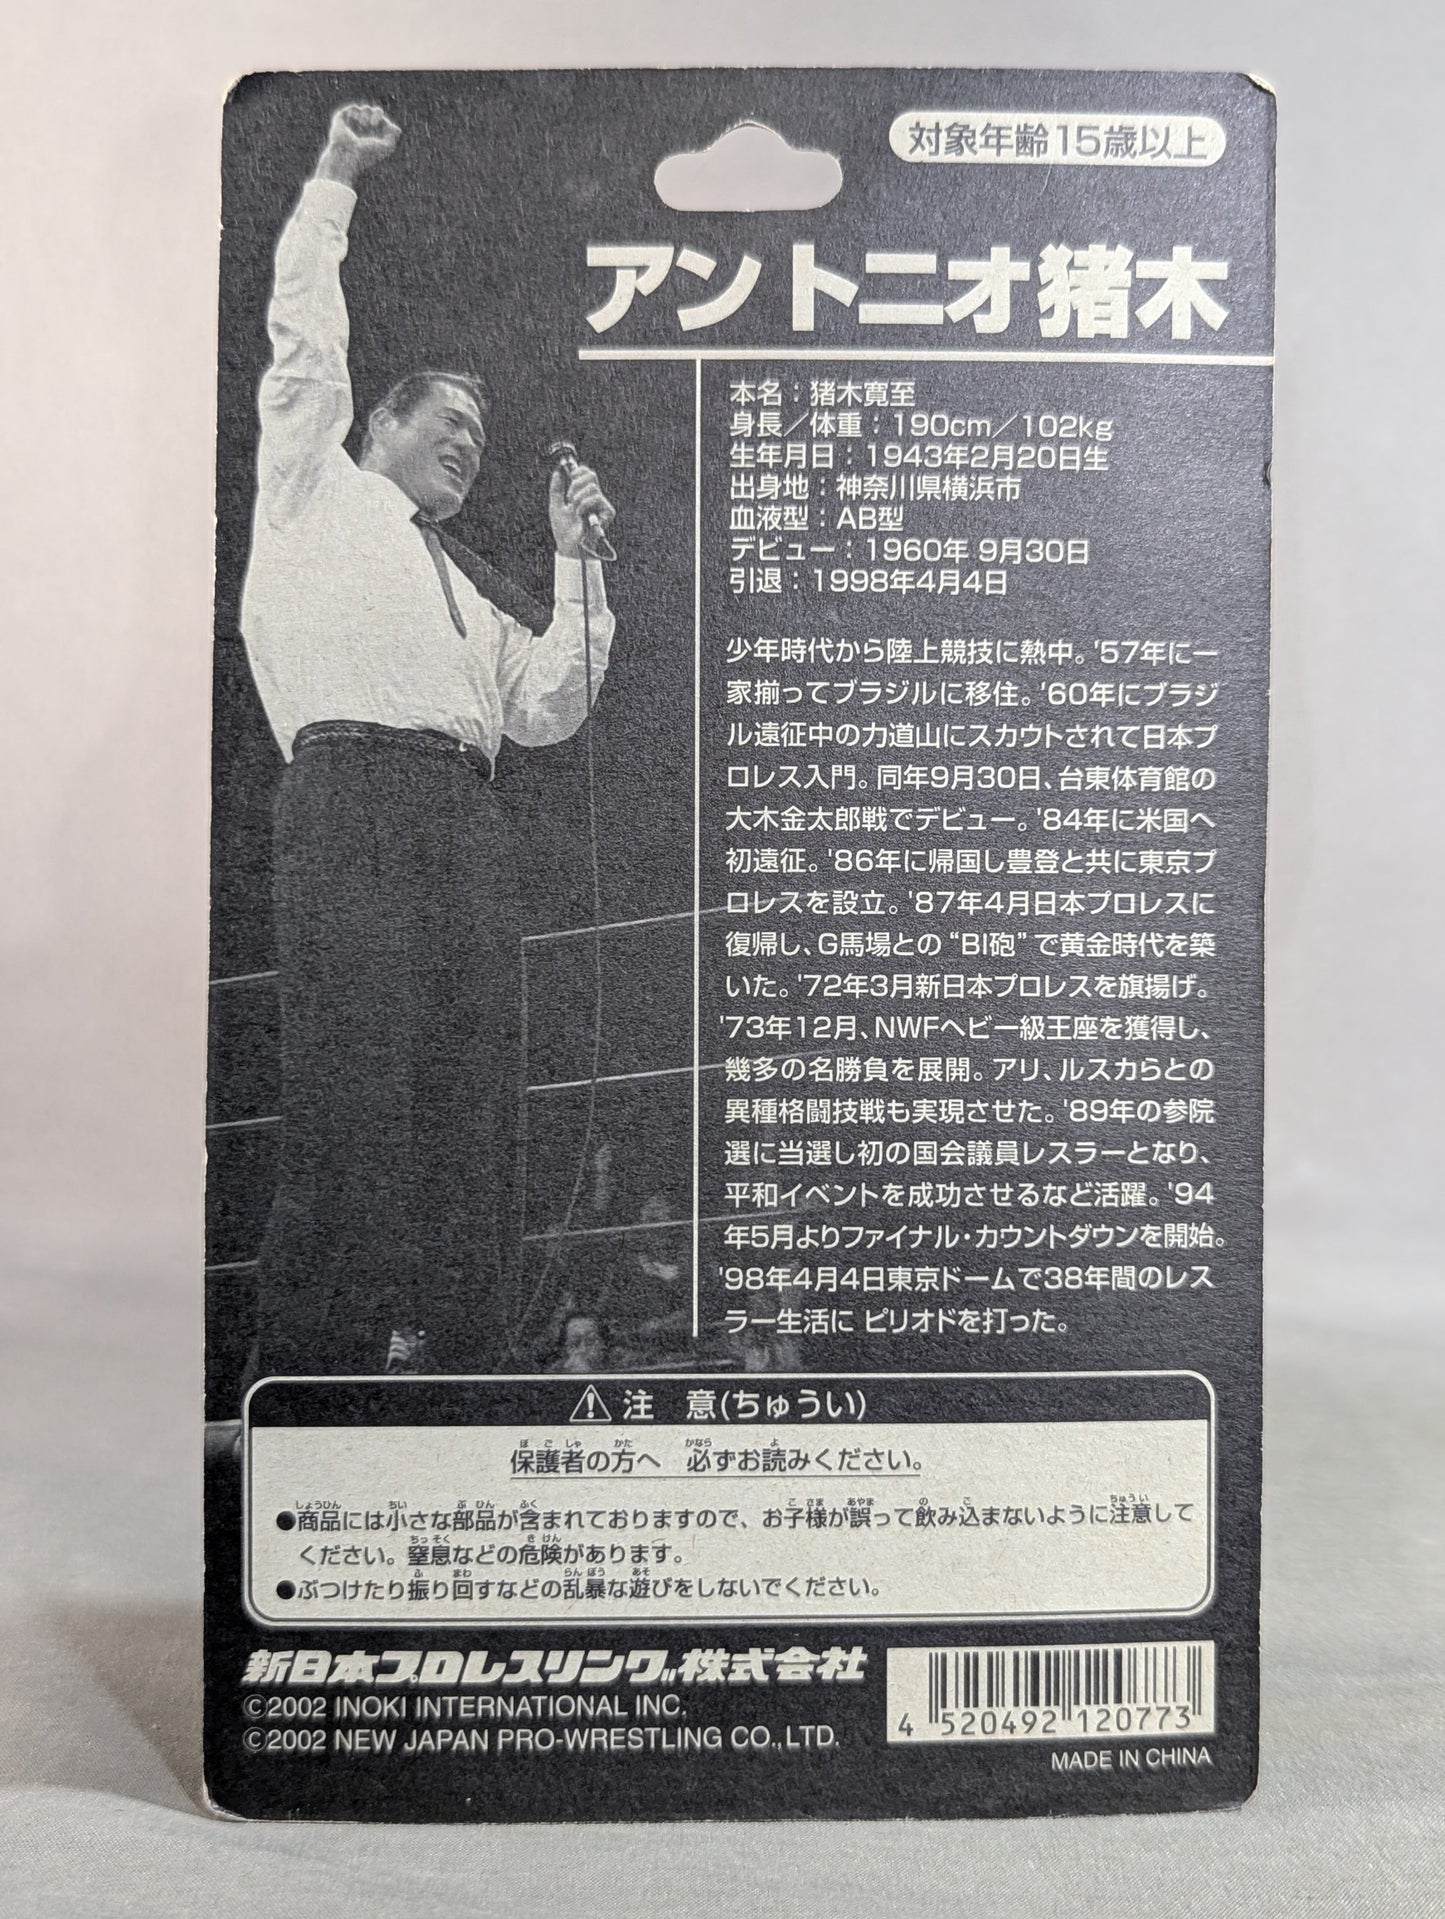 対象年齢15歳以上
アントニオ猪木
本名：猪木寛至
身長／体重：190cm／102kg
生年月日：1943年2月20日生
出身地：神奈川県横浜市
血液型：AB型
デビュー：1960年 9月30日
引退：1998年4月4日
少年時代から陸上競技に熱中。'57年に一
家揃ってブラジルに移住。'60年にブラジ
ル遠征中の力道山にスカウトされて日本プ
ロレス入門。同年9月30日、台東体育館の
大木金太郎戦でデビュー。'84年に米国へ
初遠征。'86年に帰国し豊登と共に東京プ
ロレスを設立。'87年4月日本プロレスに
復帰し、G馬場との“BI砲”で黄金時代を築
いた。'72年3月新日本プロレスを旗揚げ。
'73年12月、NWFヘビー級王座を獲得し、
幾多の名勝負を展開。アリ、ルスカらとの
異種格闘技戦も実現させた。'89年の参院
選に当選し初の国会議員レスラーとなり、
平和イベントを成功させるなど活躍。'94
年5月よりファイナル・カウントダウンを開始。
'98年4月4日東京ドームで38年間のレス
ラー生活に ピリオドを打った。
⚠ 注　意(ちゅうい)
保護者の方へ　必ずお読みください。
●商品には小さな部品が含まれておりますので、お子様が誤って飲み込まないように注意して
ください。窒息などの危険があります。
●ぶつけたり振り回すなどの乱暴な遊びをしないでください。
新日本プロレスリング株式会社
©2002 INOKI INTERNATIONAL INC.
©2002 NEW JAPAN PRO-WRESTLING CO.,LTD.
4 520492 120773
MADE IN CHINA